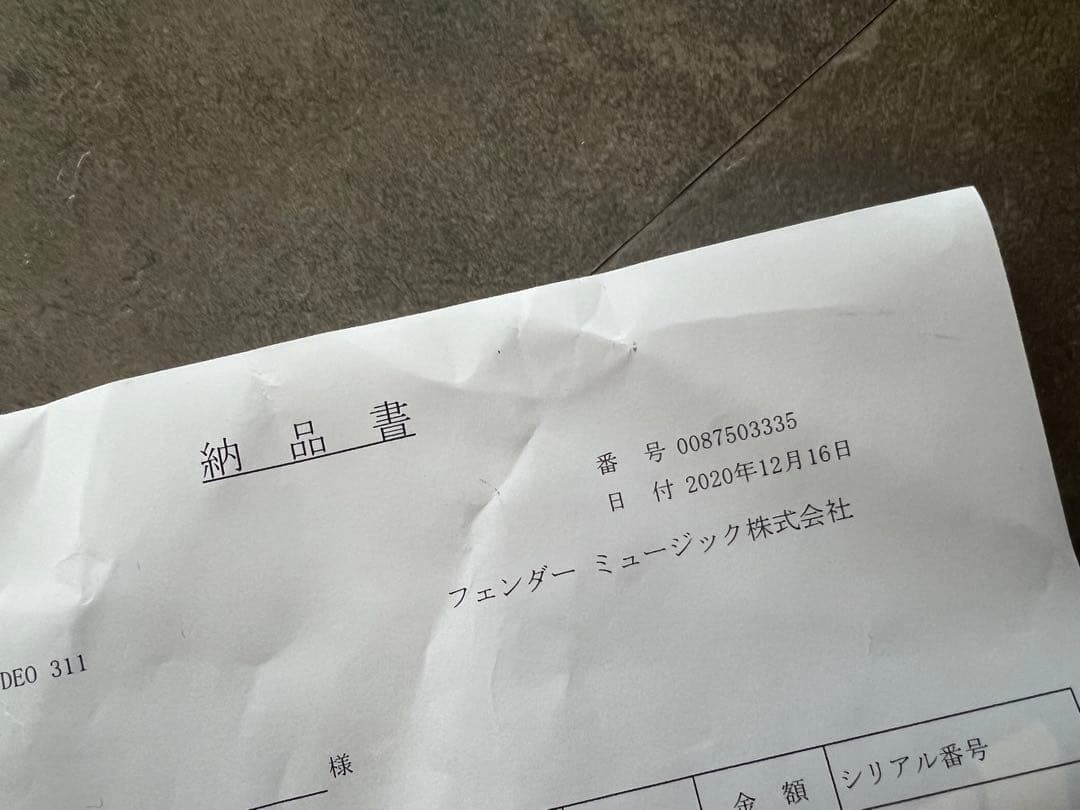 納品書
番号 0087503335
日付 2020年12月16日
フェンダー ミュージック株式会社
DEO 311
様
金額
シリアル番号